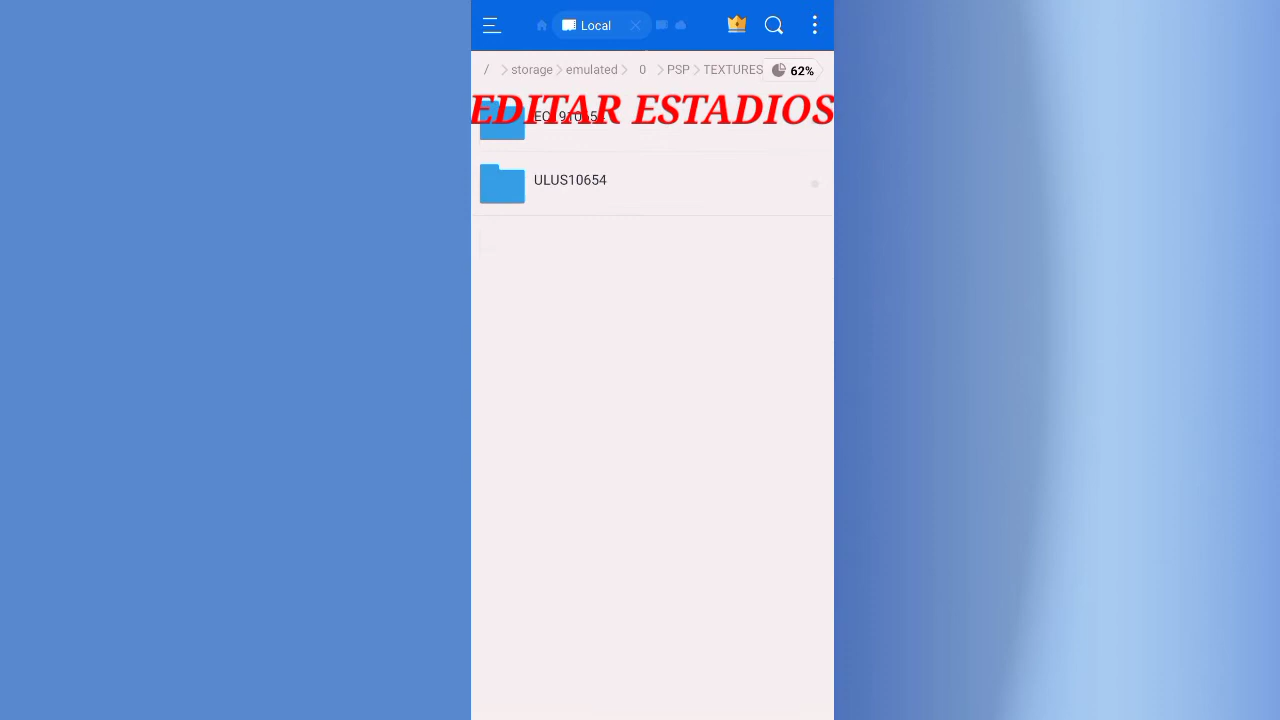 Local
/ storage emulated 0 PSP TEXTURES 62%
EDITAR ESTADIOS
ULUS10654